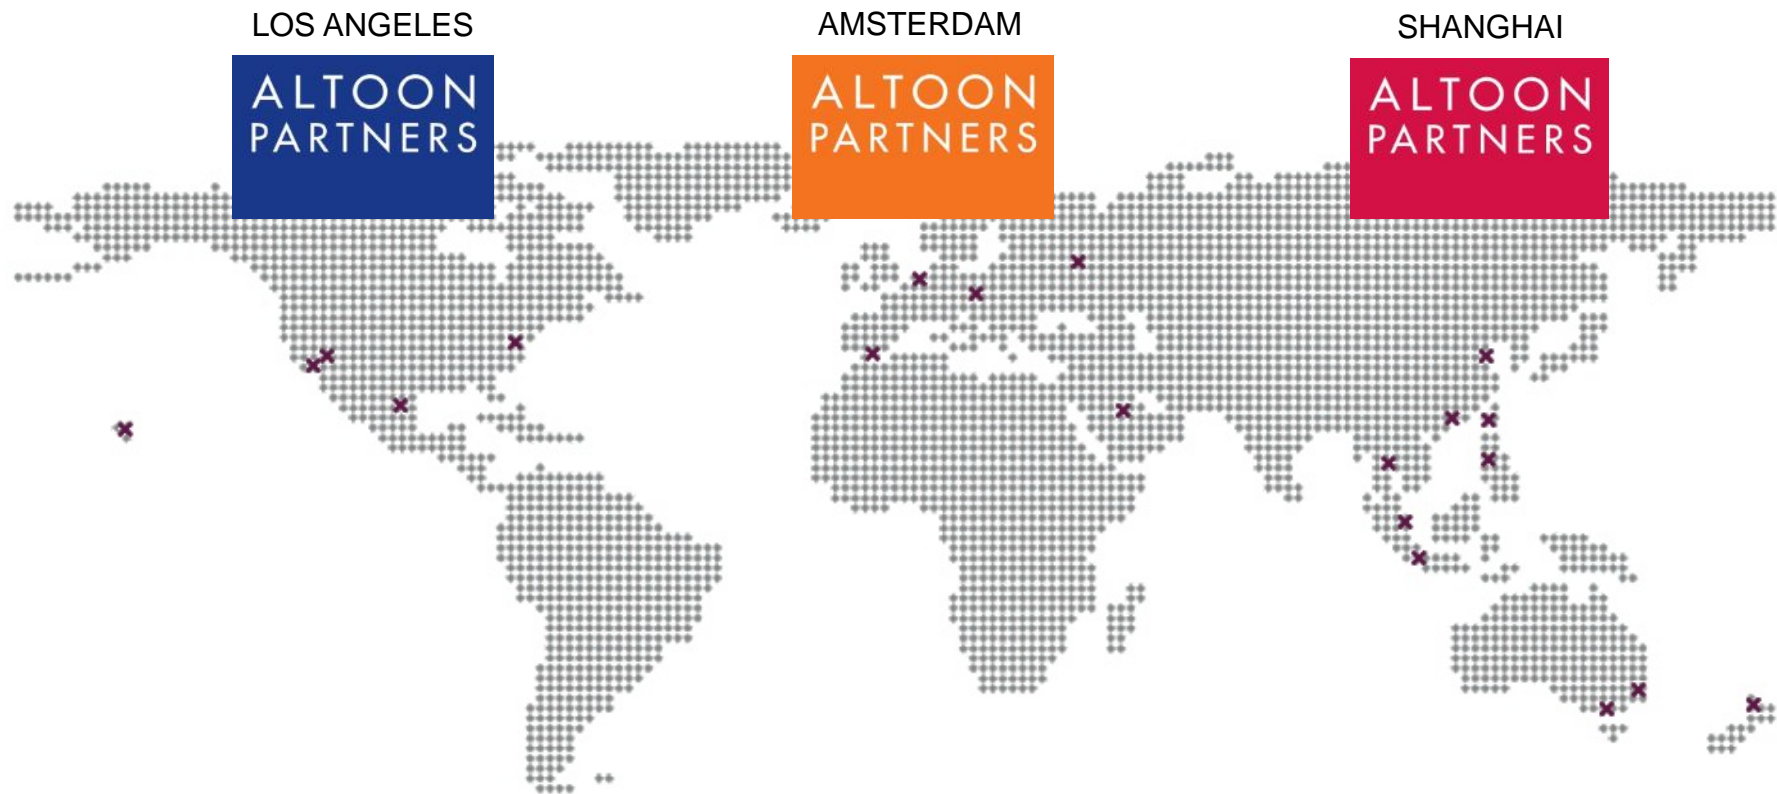 LOS ANGELES
ALTOON
PARTNERS
AMSTERDAM
ALTOON
PARTNERS
SHANGHAI
ALTOON
PARTNERS